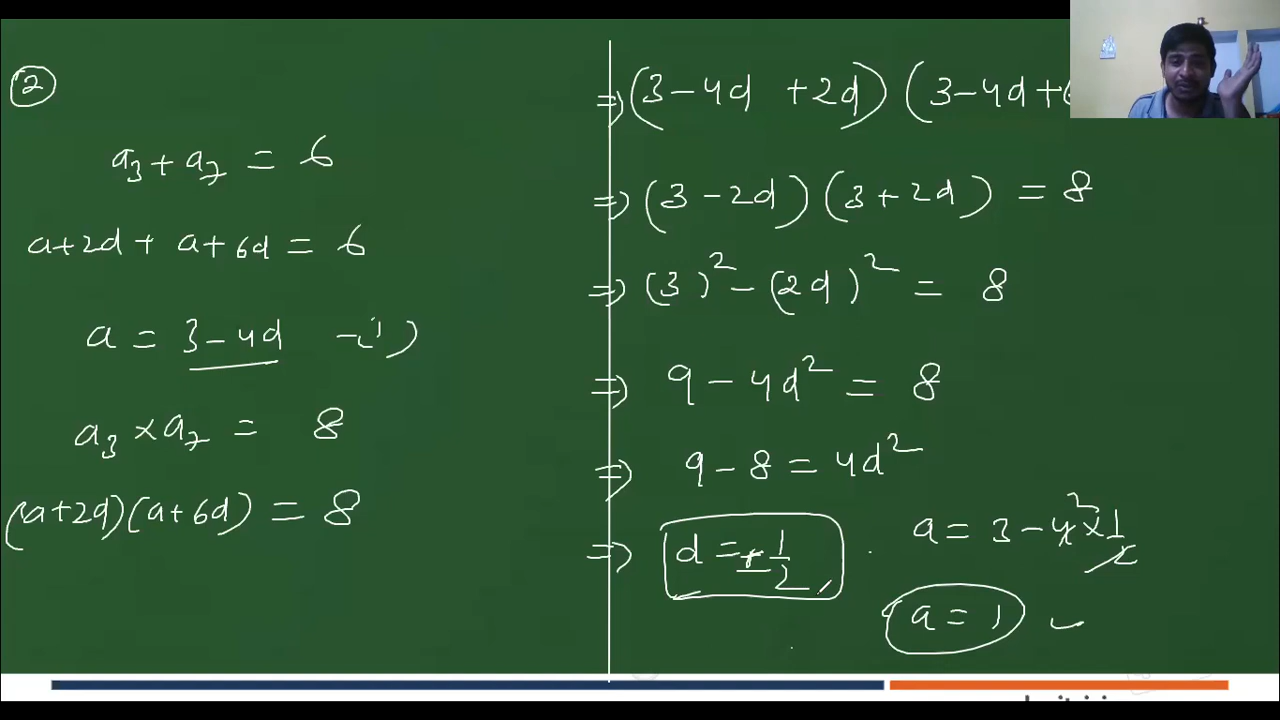 ②
a₃ + a₇ = 6
a+2d + a+6d = 6
a = 3-4d -(i)
a₃ × a₇ = 8
(a+2d)(a+6d) = 8
⇒ (3-4d +2d) (3-4d+
⇒ (3-2d) (3+2d) = 8
⇒ (3)² - (2d)² = 8
⇒ 9 - 4d² = 8
⇒ 9-8 = 4d²
⇒ d = ± 1/2
a = 3-4² × 1/2
a = 1